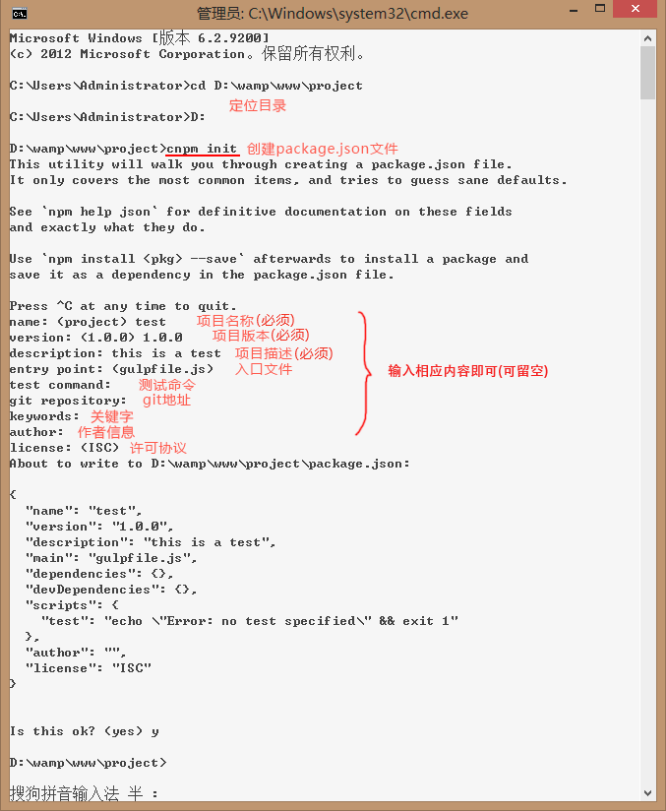 管理员: C:\Windows\system32\cmd.exe
Microsoft Windows [版本 6.2.9200]
(c) 2012 Microsoft Corporation。保留所有权利。
C:\Users\Administrator>cd D:\wamp\www\project
定位目录
C:\Users\Administrator>D:
D:\wamp\www\project>cnpm init 创建package.json文件
This utility will walk you through creating a package.json file.
It only covers the most common items, and tries to guess sane defaults.
See `npm help json` for definitive documentation on these fields
and exactly what they do.
Use `npm install <pkg> --save` afterwards to install a package and
save it as a dependency in the package.json file.
Press ^C at any time to quit.
name: (project) test 项目名称(必须)
version: (1.0.0) 1.0.0 项目版本(必须)
description: this is a test 项目描述(必须)
entry point: (gulpfile.js) 入口文件
输入相应内容即可(可留空)
test command: 测试命令
git repository: git地址
keywords: 关键字
author: 作者信息
license: (ISC) 许可协议
About to write to D:\wamp\www\project\package.json:
{
"name": "test",
"version": "1.0.0",
"description": "this is a test",
"main": "gulpfile.js",
"dependencies": {},
"devDependencies": {},
"scripts": {
"test": "echo \"Error: no test specified\" && exit 1"
},
"author": "",
"license": "ISC"
}
Is this ok? (yes) y
D:\wamp\www\project>
搜狗拼音输入法 半 :